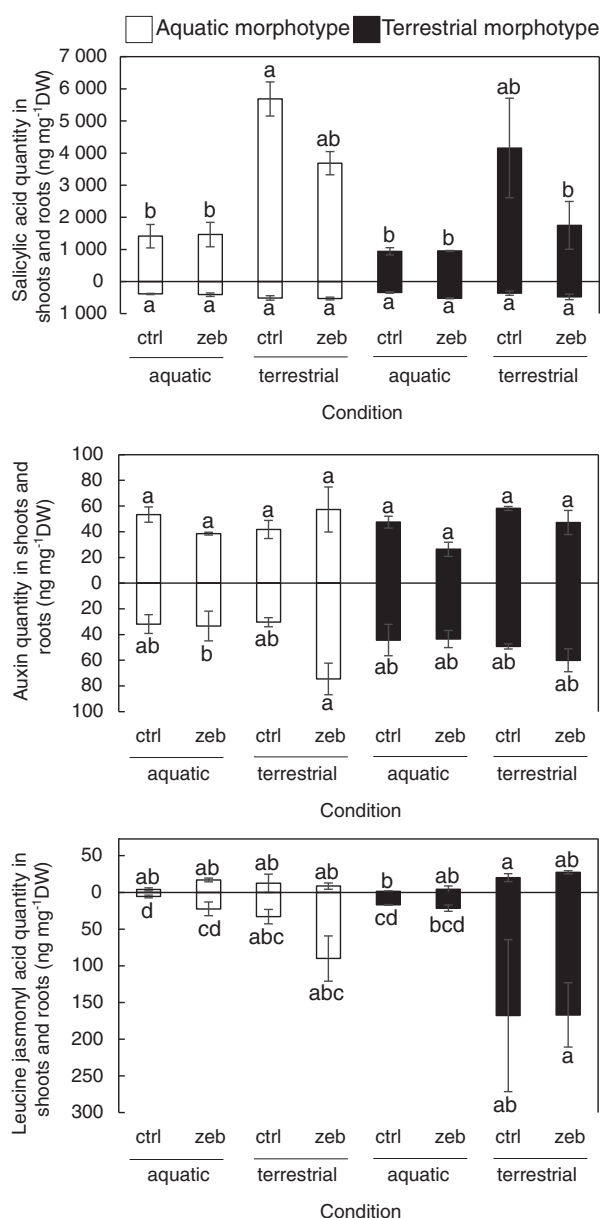 Aquatic morphotype Terrestrial morphotype
Salicylic acid quantity in
shoots and roots (ng mg⁻¹DW)
7 000
6 000
5 000
4 000
3 000
2 000
1 000
0
1 000
b b a ab b b ab b
a a a a a a a a
ctrl zeb ctrl zeb ctrl zeb ctrl zeb
aquatic terrestrial aquatic terrestrial
Condition
Auxin quantity in shoots and
roots (ng mg⁻¹DW)
100
80
60
40
20
0
20
40
60
80
100
a a a a a a a a
ab b ab a ab ab ab ab
ctrl zeb ctrl zeb ctrl zeb ctrl zeb
aquatic terrestrial aquatic terrestrial
Condition
Leucine jasmonyl acid quantity in
shoots and roots (ng mg⁻¹DW)
50
0
50
100
150
200
250
300
ab ab ab ab b ab a ab
d cd abc abc cd bcd ab a
ctrl zeb ctrl zeb ctrl zeb ctrl zeb
aquatic terrestrial aquatic terrestrial
Condition